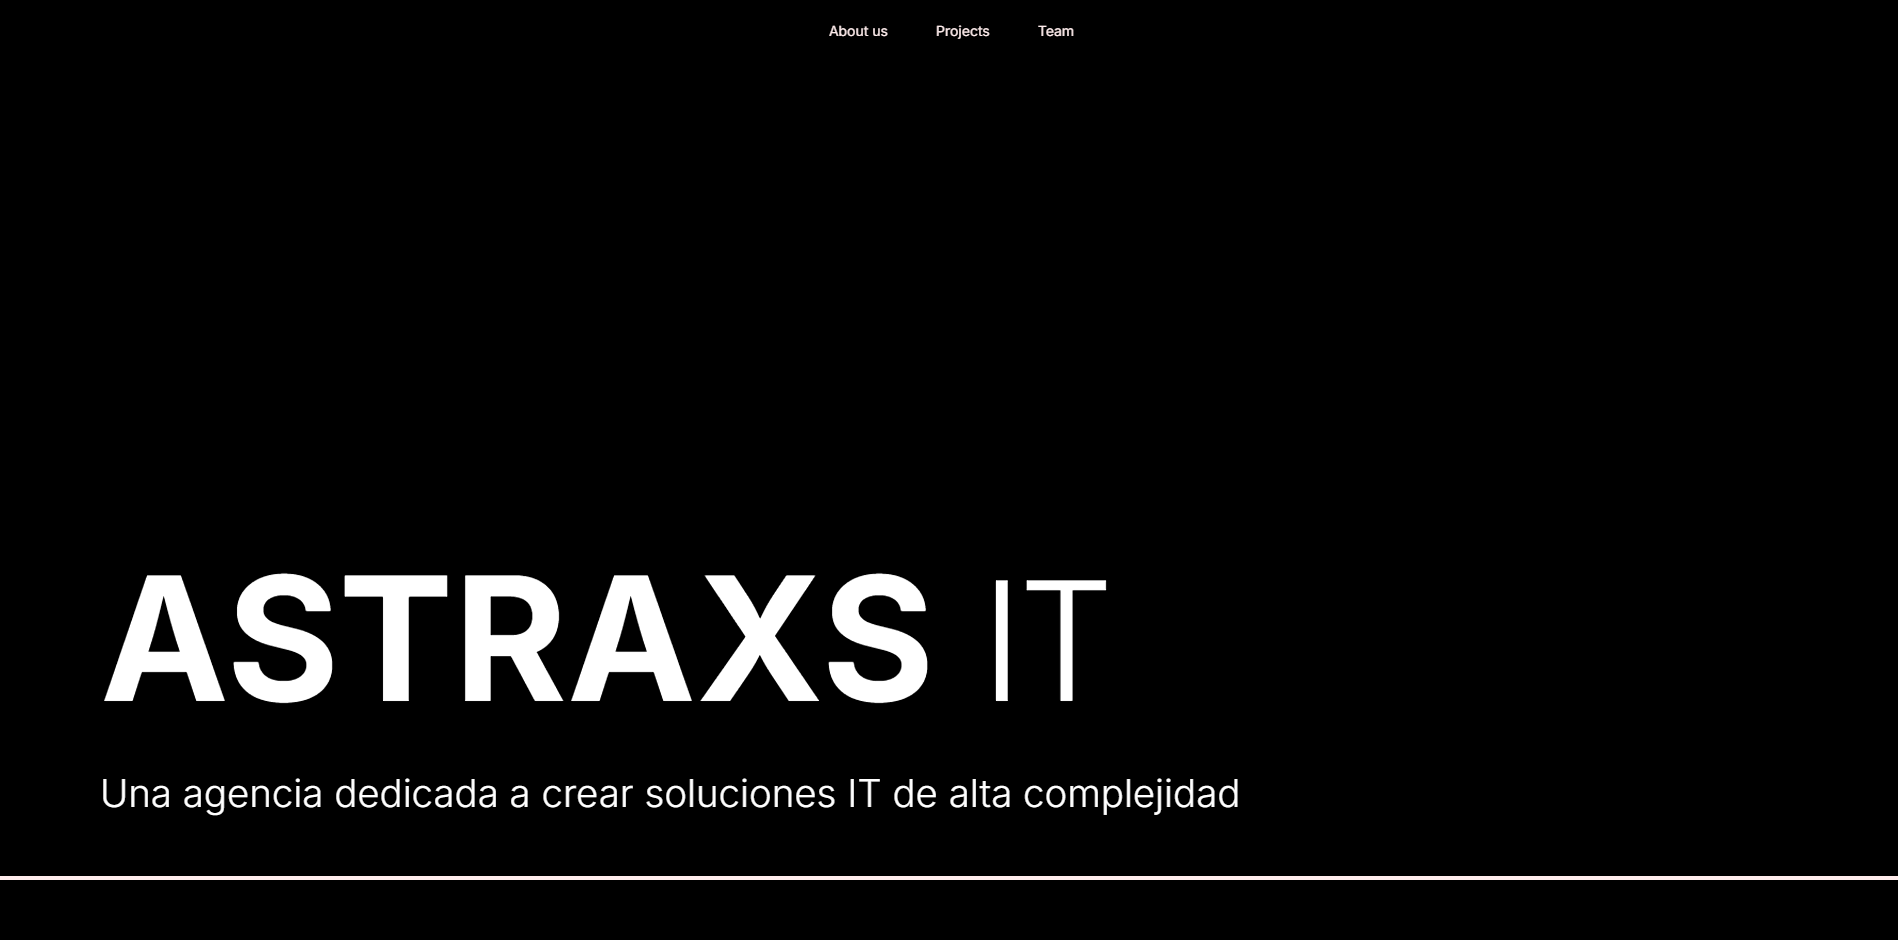 About us Projects Team
ASTRAXS IT
Una agencia dedicada a crear soluciones IT de alta complejidad